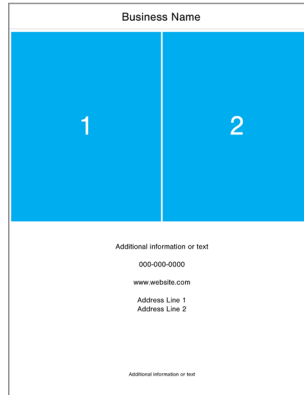 Business Name
1
2
Additional information or text
000-000-0000
www.website.com
Address Line 1
Address Line 2
Additional information or text